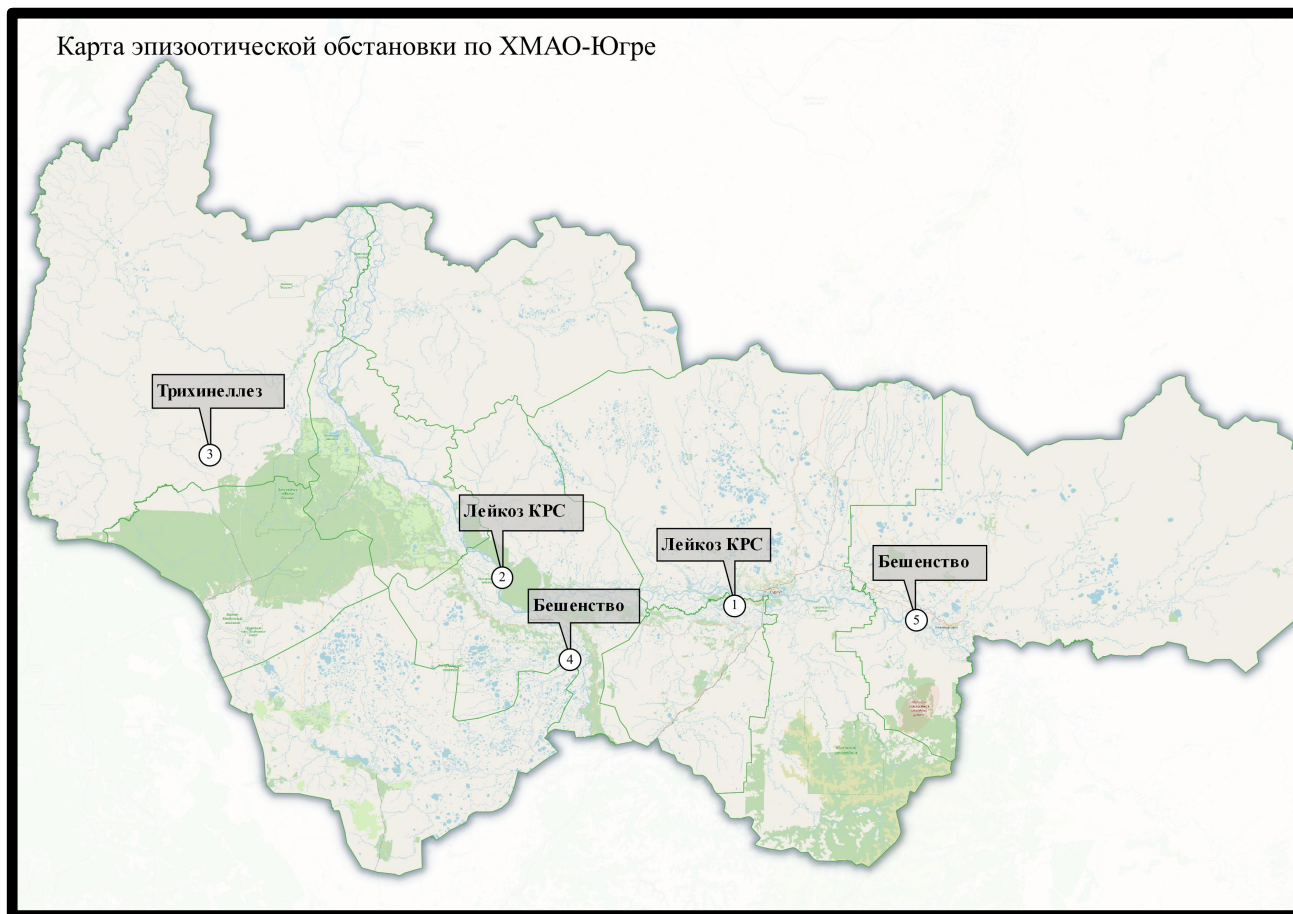 Карта эпизоотической обстановки по ХМАО-Югре
Трихинеллез
3
Лейкоз КРС
2
Лейкоз КРС
1
Бешенство
5
Бешенство
4